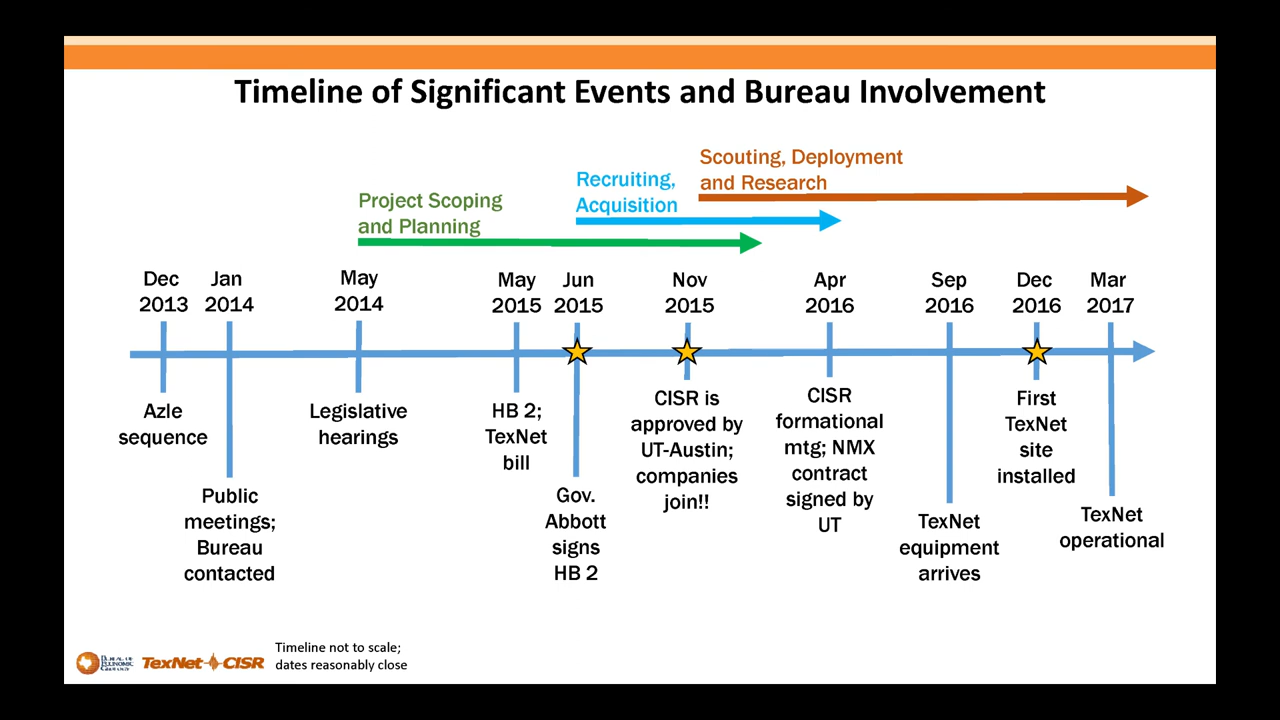 Timeline of Significant Events and Bureau Involvement
Scouting, Deployment
and Research
Recruiting,
Acquisition
Project Scoping
and Planning
Dec
2013
Jan
2014
May
2014
May
2015
Jun
2015
Nov
2015
Apr
2016
Sep
2016
Dec
2016
Mar
2017
Azle
sequence
Public
meetings;
Bureau
contacted
Legislative
hearings
HB 2;
TexNet
bill
Gov.
Abbott
signs
HB 2
CISR is
approved by
UT-Austin;
companies
join!!
CISR
formational
mtg; NMX
contract
signed by
UT
TexNet
equipment
arrives
First
TexNet
site
installed
TexNet
operational
Bureau of
Economic
Geology
TexNet CISR
Timeline not to scale;
dates reasonably close